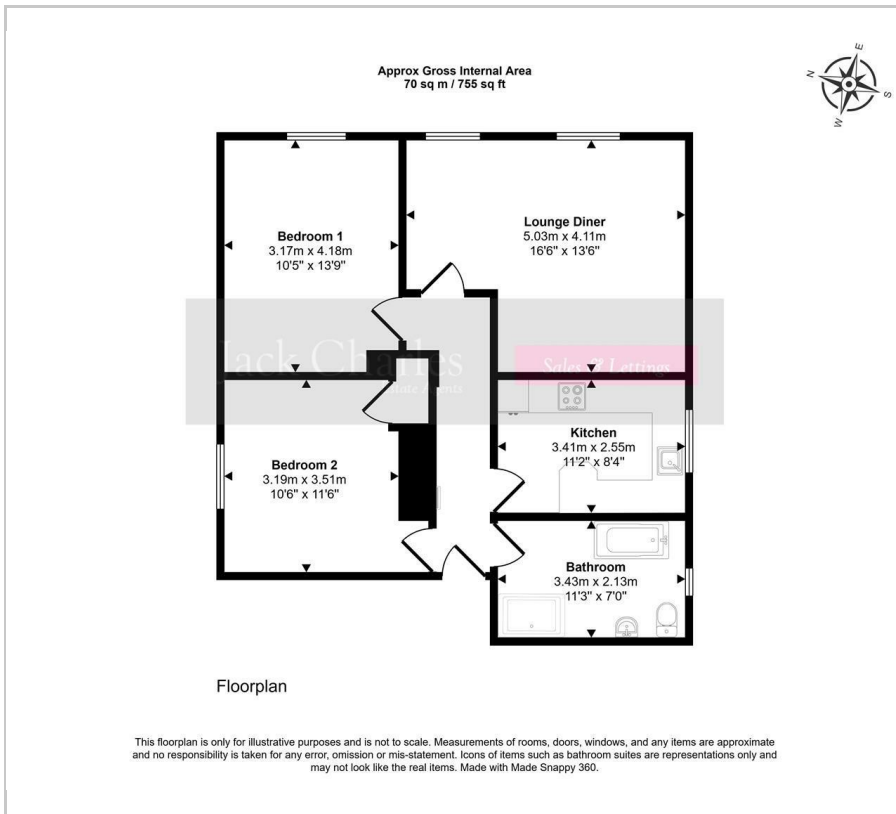 Approx Gross Internal Area
70 sq m / 755 sq ft
N
E
S
W
Bedroom 1
3.17m x 4.18m
10'5" x 13'9"
Lounge Diner
5.03m x 4.11m
16'6" x 13'6"
Jack Charles
Estate Agents
Sales & Lettings
Kitchen
3.41m x 2.55m
11'2" x 8'4"
Bedroom 2
3.19m x 3.51m
10'6" x 11'6"
Bathroom
3.43m x 2.13m
11'3" x 7'0"
Floorplan
This floorplan is only for illustrative purposes and is not to scale. Measurements of rooms, doors, windows, and any items are approximate
and no responsibility is taken for any error, omission or mis-statement. Icons of items such as bathroom suites are representations only and
may not look like the real items. Made with Made Snappy 360.